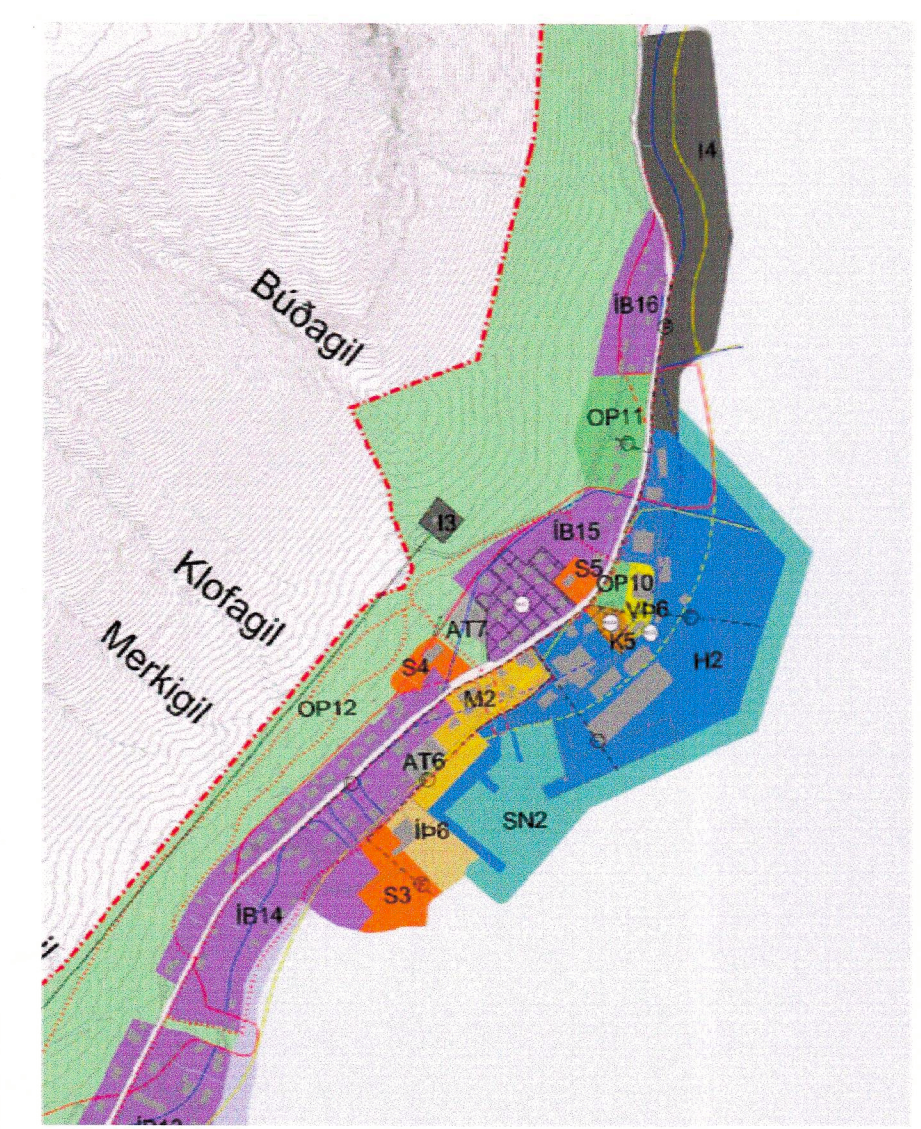 I4
Búðagil
ÍB16
OP11
I3
ÍB15
Klofagil
S5
OP10
VÞ6
AT7
K5
Merkigil
S4
H2
M2
OP12
AT6
SN2
ÍÞ6
S3
ÍB14
il